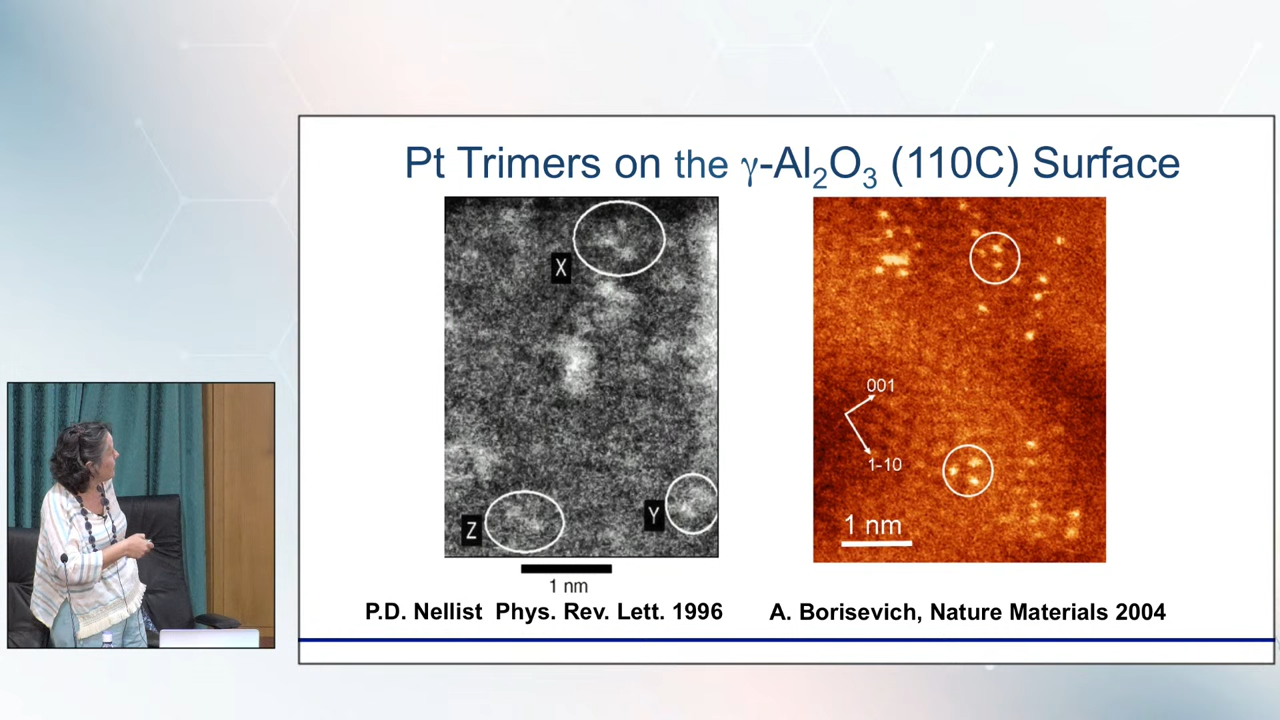 Pt Trimers on the γ-Al₂O₃ (110C) Surface
X
Z
Y
1 nm
P.D. Nellist Phys. Rev. Lett. 1996
001
1-10
1 nm
A. Borisevich, Nature Materials 2004